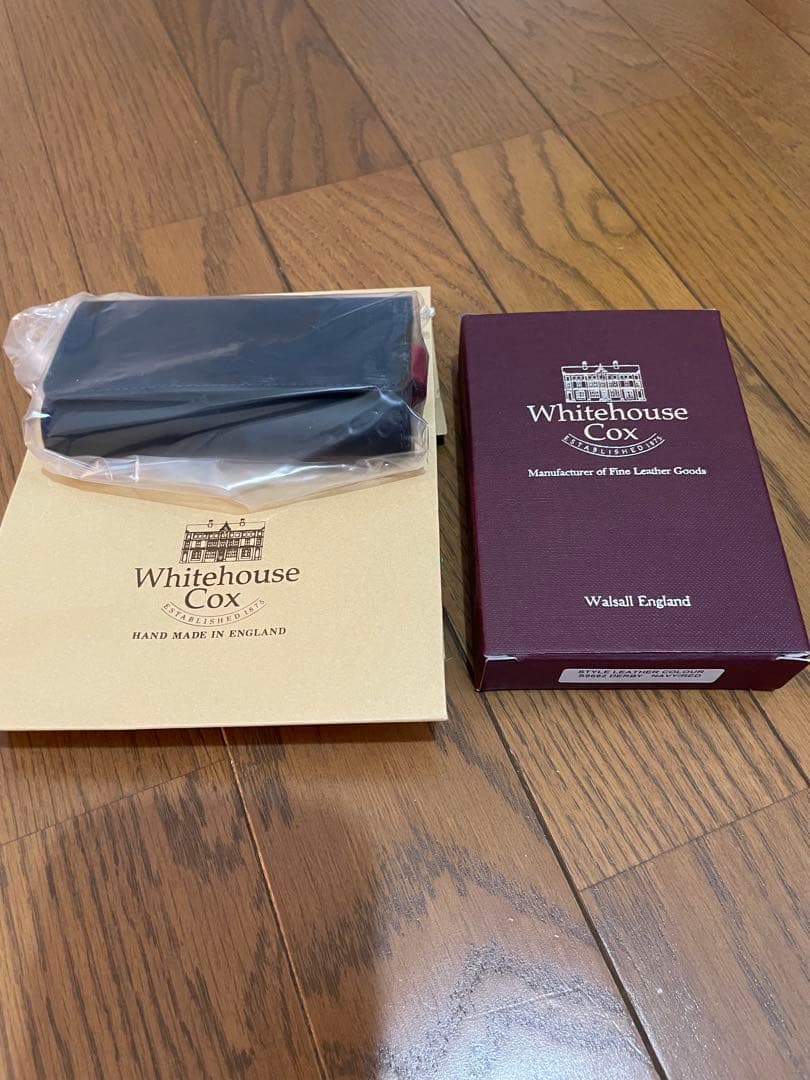 Whitehouse
Cox
ESTABLISHED 1875
HAND MADE IN ENGLAND
Whitehouse
Cox
ESTABLISHED 1875
Manufacturer of Fine Leather Goods
Walsall England
STYLE LEATHER COLOUR
S9692 DERBY NAVY/RED